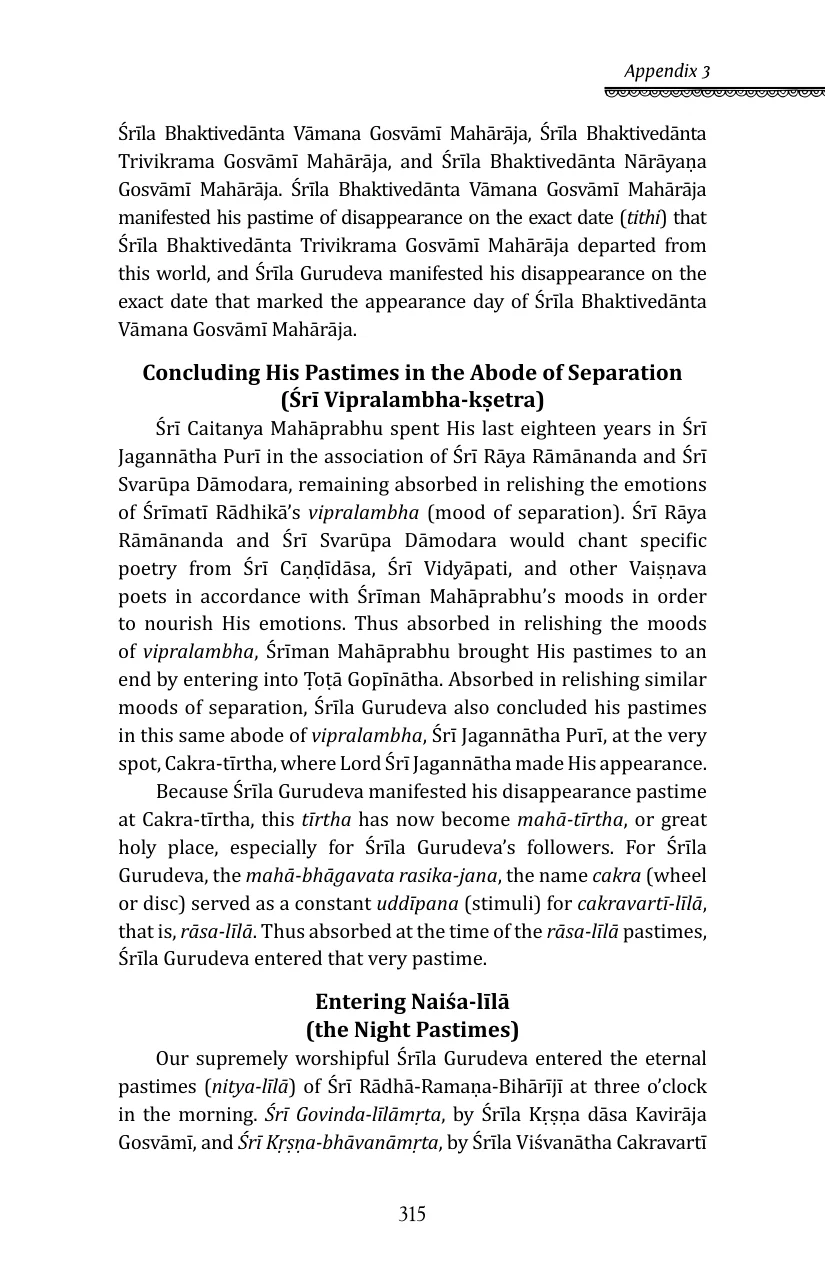 Appendix 3
Śrīla Bhaktivedānta Vāmana Gosvāmī Mahārāja, Śrīla Bhaktivedānta
Trivikrama Gosvāmī Mahārāja, and Śrīla Bhaktivedānta Nārāyaṇa
Gosvāmī Mahārāja. Śrīla Bhaktivedānta Vāmana Gosvāmī Mahārāja
manifested his pastime of disappearance on the exact date (tithi) that
Śrīla Bhaktivedānta Trivikrama Gosvāmī Mahārāja departed from
this world, and Śrīla Gurudeva manifested his disappearance on the
exact date that marked the appearance day of Śrīla Bhaktivedānta
Vāmana Gosvāmī Mahārāja.
Concluding His Pastimes in the Abode of Separation
(Śrī Vipralambha-kṣetra)
Śrī Caitanya Mahāprabhu spent His last eighteen years in Śrī
Jagannātha Purī in the association of Śrī Rāya Rāmānanda and Śrī
Svarūpa Dāmodara, remaining absorbed in relishing the emotions
of Śrīmatī Rādhikā’s vipralambha (mood of separation). Śrī Rāya
Rāmānanda and Śrī Svarūpa Dāmodara would chant specific
poetry from Śrī Caṇḍīdāsa, Śrī Vidyāpati, and other Vaiṣṇava
poets in accordance with Śrīman Mahāprabhu’s moods in order
to nourish His emotions. Thus absorbed in relishing the moods
of vipralambha, Śrīman Mahāprabhu brought His pastimes to an
end by entering into Ṭoṭā Gopīnātha. Absorbed in relishing similar
moods of separation, Śrīla Gurudeva also concluded his pastimes
in this same abode of vipralambha, Śrī Jagannātha Purī, at the very
spot, Cakra-tīrtha, where Lord Śrī Jagannātha made His appearance.
Because Śrīla Gurudeva manifested his disappearance pastime
at Cakra-tīrtha, this tīrtha has now become mahā-tīrtha, or great
holy place, especially for Śrīla Gurudeva’s followers. For Śrīla
Gurudeva, the mahā-bhāgavata rasika-jana, the name cakra (wheel
or disc) served as a constant uddīpana (stimuli) for cakravartī-līlā,
that is, rāsa-līlā. Thus absorbed at the time of the rāsa-līlā pastimes,
Śrīla Gurudeva entered that very pastime.
Entering Naiśa-līlā
(the Night Pastimes)
Our supremely worshipful Śrīla Gurudeva entered the eternal
pastimes (nitya-līlā) of Śrī Rādhā-Ramaṇa-Bihārījī at three o’clock
in the morning. Śrī Govinda-līlāmṛta, by Śrīla Kṛṣṇa dāsa Kavirāja
Gosvāmī, and Śrī Kṛṣṇa-bhāvanāmṛta, by Śrīla Viśvanātha Cakravartī
315